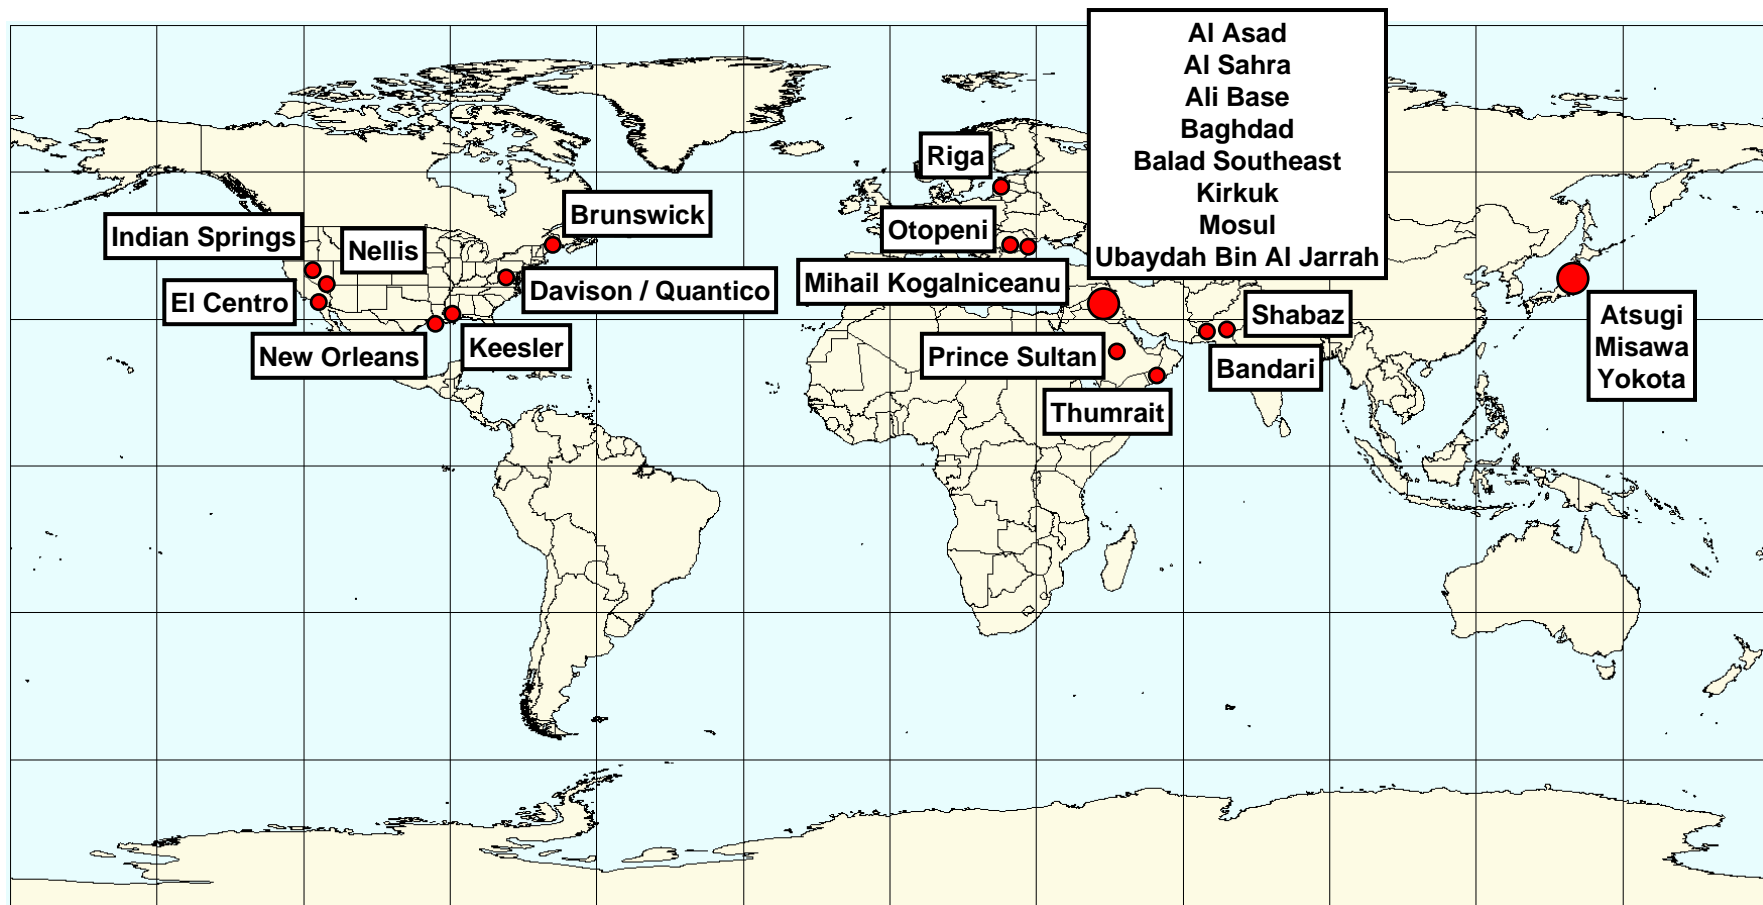 Al Asad
Al Sahra
Ali Base
Baghdad
Balad Southeast
Kirkuk
Mosul
Ubaydah Bin Al Jarrah
Riga
Brunswick
Indian Springs
Nellis
Otopeni
Mihail Kogalniceanu
El Centro
Davison / Quantico
New Orleans
Keesler
Prince Sultan
Shabaz
Bandari
Thumrait
Atsugi
Misawa
Yokota